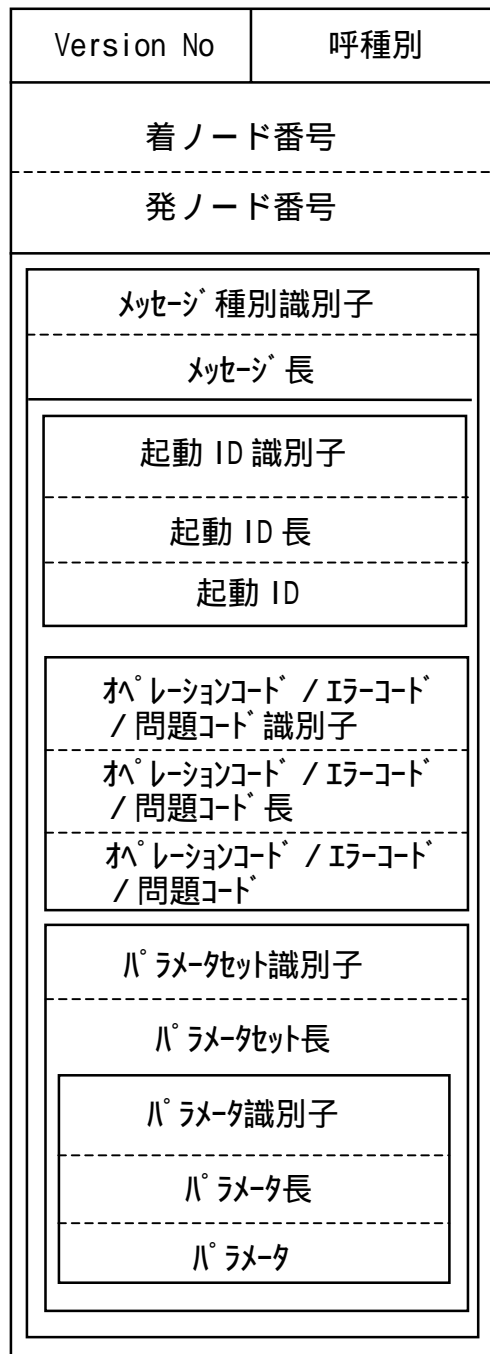 Version No 呼種別
着ノード番号
発ノード番号
ﾒｯｾｰｼﾞ種別識別子
ﾒｯｾｰｼﾞ長
起動 ID 識別子
起動 ID 長
起動 ID
ｵﾍﾟﾚｰｼｮﾝｺｰﾄﾞ/ｴﾗｰｺｰﾄﾞ
/問題ｺｰﾄﾞ識別子
ｵﾍﾟﾚｰｼｮﾝｺｰﾄﾞ/ｴﾗｰｺｰﾄﾞ
/問題ｺｰﾄﾞ長
ｵﾍﾟﾚｰｼｮﾝｺｰﾄﾞ/ｴﾗｰｺｰﾄﾞ
/問題ｺｰﾄﾞ
ﾊﾟﾗﾒｰﾀｾｯﾄ識別子
ﾊﾟﾗﾒｰﾀｾｯﾄ長
ﾊﾟﾗﾒｰﾀ識別子
ﾊﾟﾗﾒｰﾀ長
ﾊﾟﾗﾒｰﾀ